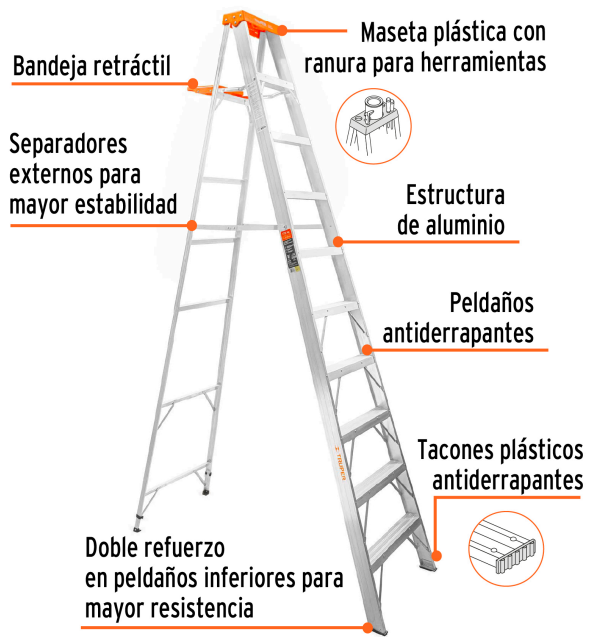 Maseta plástica con
ranura para herramientas
Bandeja retráctil
Separadores
externos para
mayor estabilidad
Estructura
de aluminio
Peldaños
antiderrapantes
TRUPER
Tacones plásticos
antiderrapantes
Doble refuerzo
en peldaños inferiores para
mayor resistencia